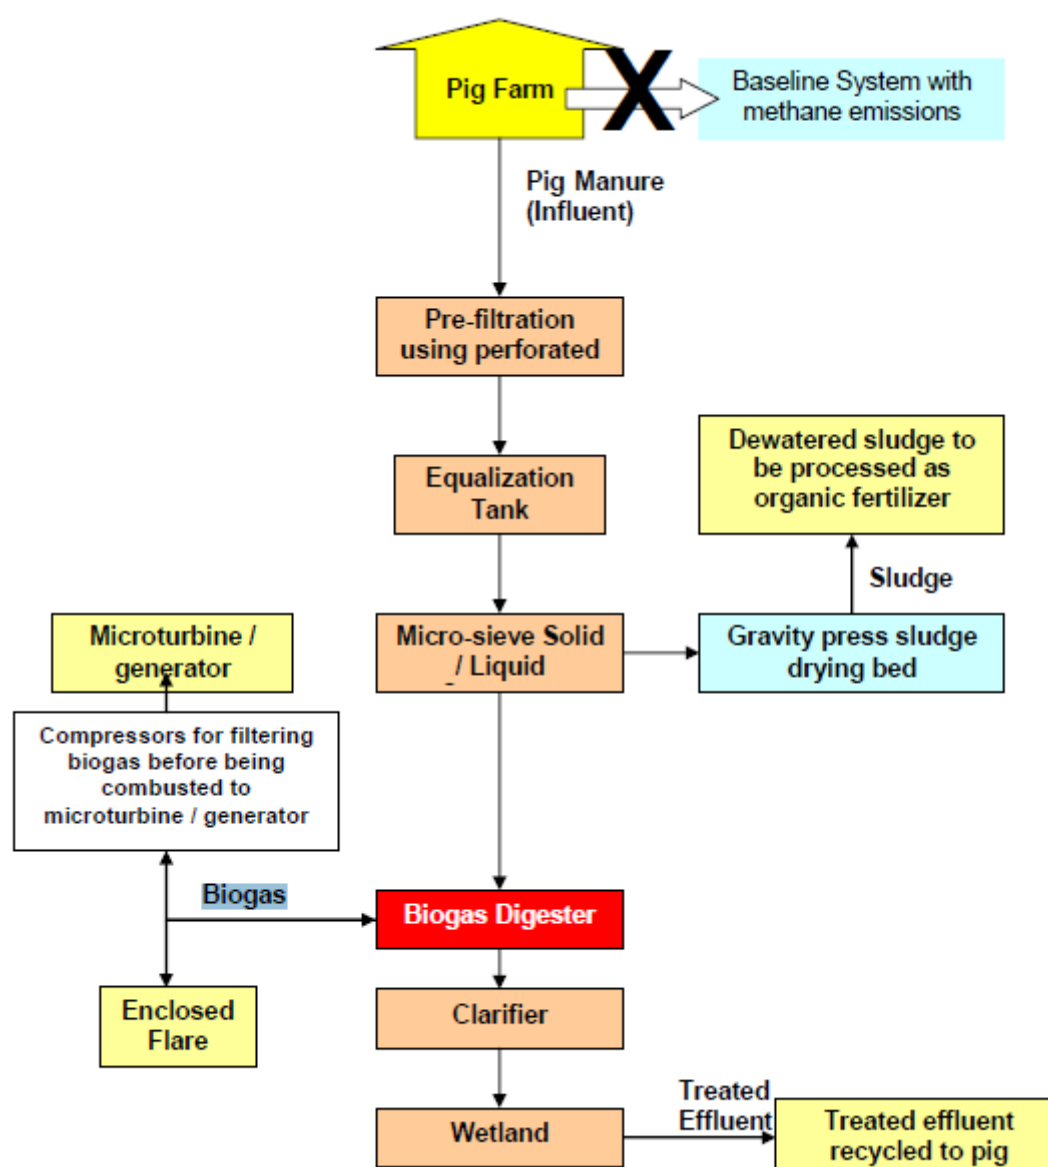 Pig Farm
X
Baseline System with
methane emissions
Pig Manure
(Influent)
Pre-filtration
using perforated
Equalization
Tank
Dewatered sludge to
be processed as
organic fertilizer
Sludge
Micro-sieve Solid
/ Liquid
Gravity press sludge
drying bed
Microturbine /
generator
Compressors for filtering
biogas before being
combusted to
microturbine / generator
Biogas
Biogas Digester
Enclosed
Flare
Clarifier
Wetland
Treated
Effluent
Treated effluent
recycled to pig